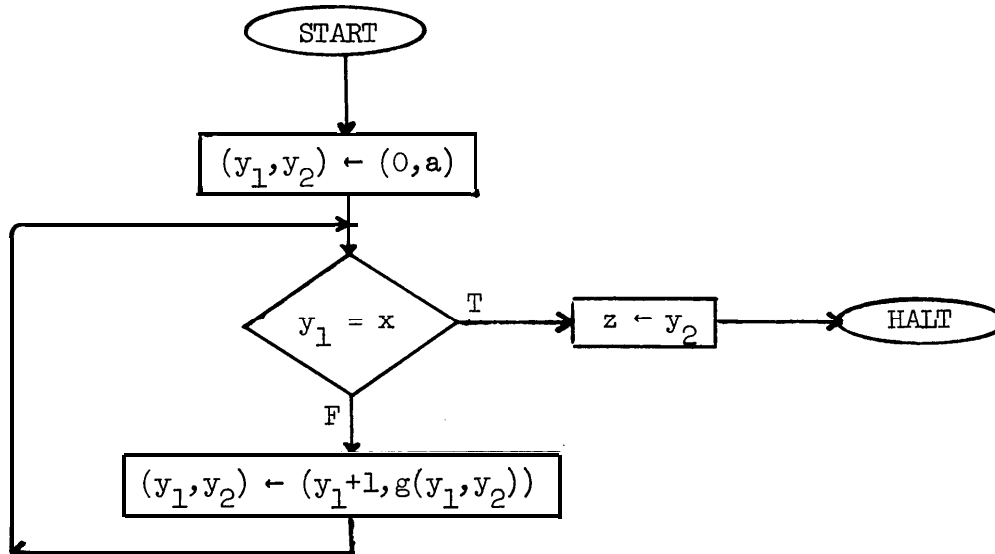 START
(y₁,y₂) ← (0,a)
y₁ = x
T
z ← y₂
HALT
F
(y₁,y₂) ← (y₁+1,g(y₁,y₂))